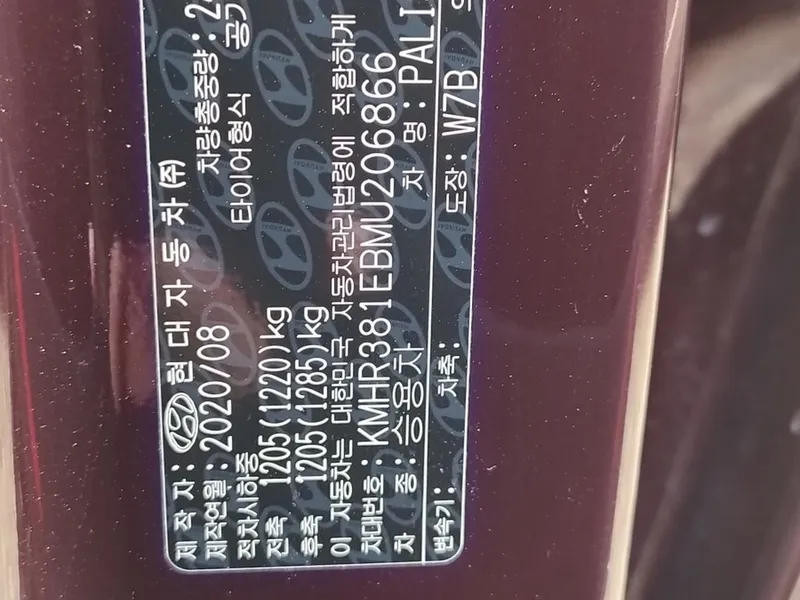 제 작 자 : HYUNDAI 현 대 자 동 차 (주)
제작연월 : 2020/08 차량총중량 : 2
적차시하중 타이어형식 공기
전축 : 1205(1220)kg
후축 : 1205(1285)kg
이 자동차는 대한민국 자동차관리법령에 적합하게
차대번호 : KMHR381EBMU206866
차 종 : 승용차 차 명 : PALI
변속기 : 차축 : 도장 : W7B